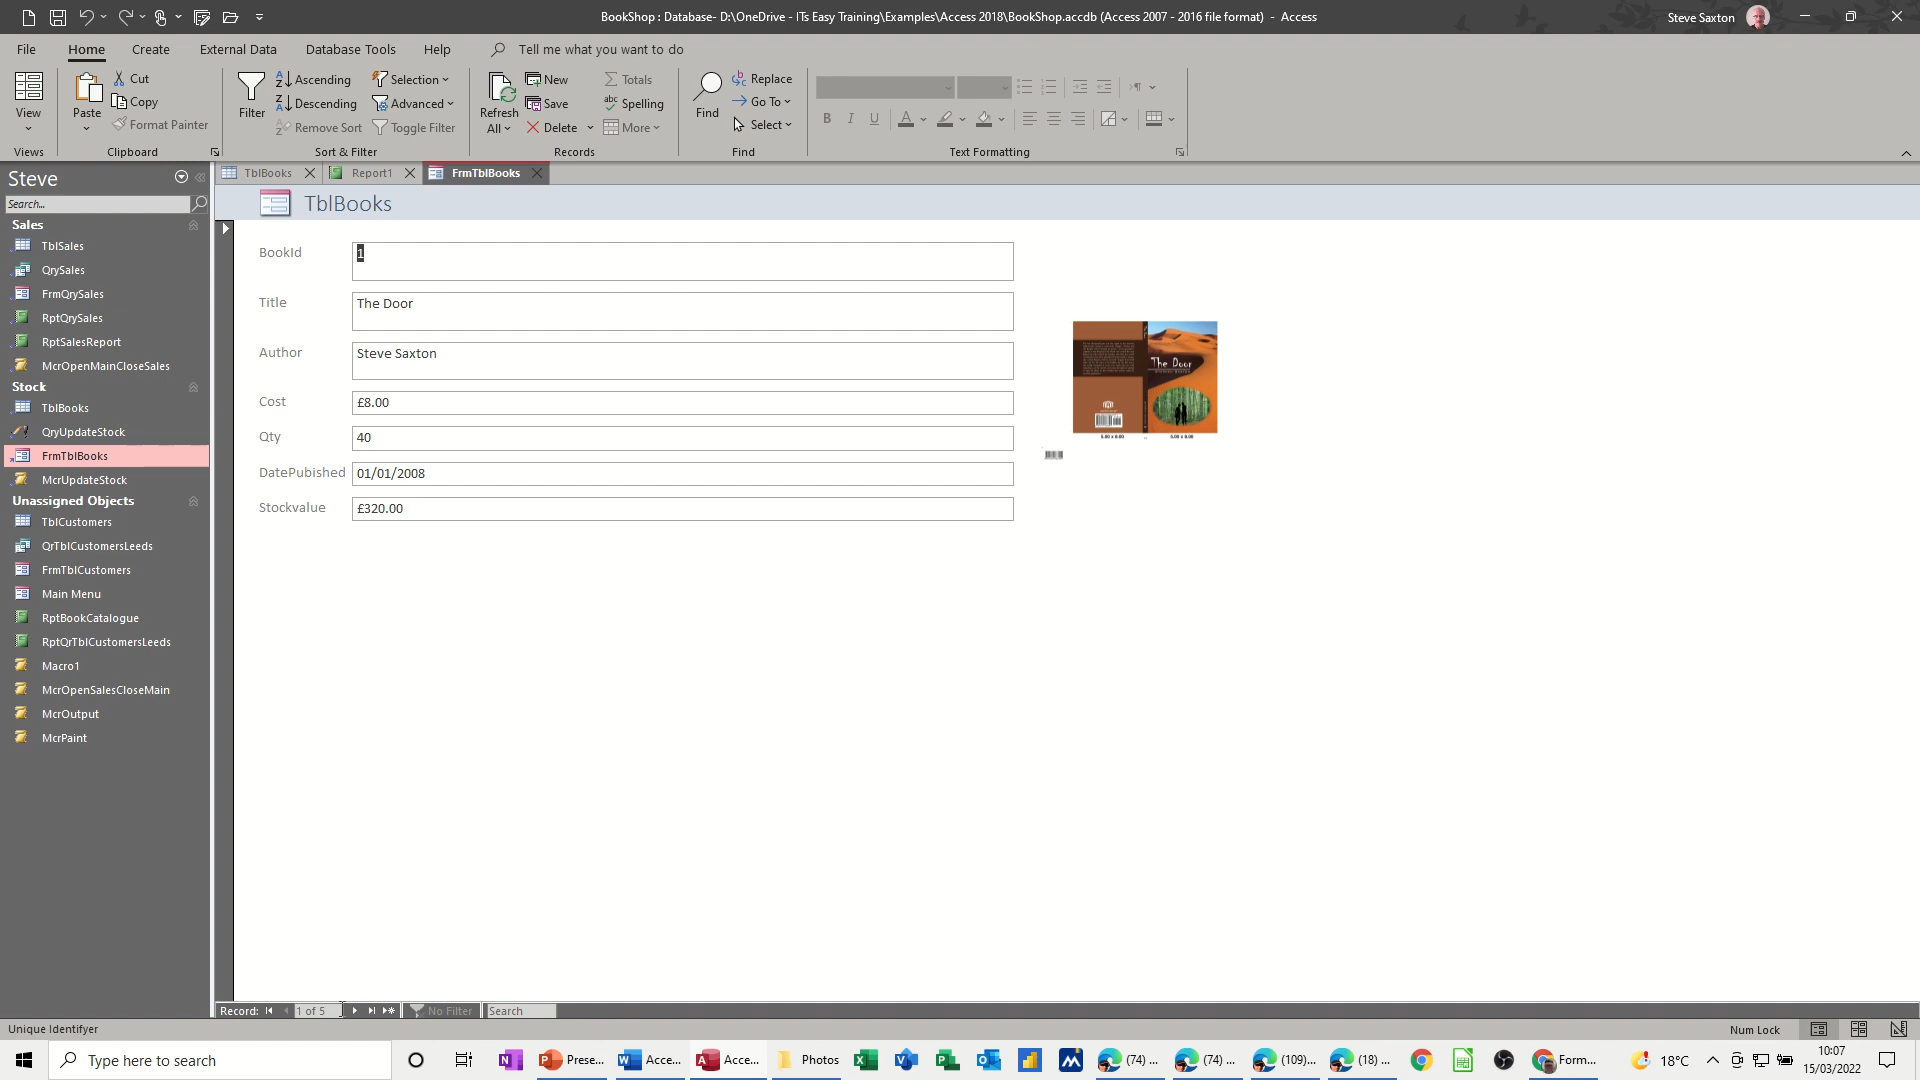 BookShop : Database- D:\OneDrive - ITs Easy Training\Examples\Access 2018\BookShop.accdb (Access 2007 - 2016 file format) - Access
Steve Saxton
File Home Create External Data Database Tools Help Tell me what you want to do
View
Views
Paste
Cut
Copy
Format Painter
Clipboard
Filter
Ascending
Descending
Remove Sort
Selection
Advanced
Toggle Filter
Sort & Filter
Refresh
All
New
Save
Delete
Totals
Spelling
More
Records
Find
Replace
Go To
Select
Find
B I U
Text Formatting
Steve
Search...
Sales
TblSales
QrySales
FrmQrySales
RptQrySales
RptSalesReport
McrOpenMainCloseSales
Stock
TblBooks
QryUpdateStock
FrmTblBooks
McrUpdateStock
Unassigned Objects
TblCustomers
QrTblCustomersLeeds
FrmTblCustomers
Main Menu
RptBookCatalogue
RptQrTblCustomersLeeds
Macro1
McrOpenSalesCloseMain
McrOutput
McrPaint
TblBooks Report1 FrmTblBooks
TblBooks
BookId 1
Title The Door
Author Steve Saxton
Cost £8.00
Qty 40
DatePubished 01/01/2008
Stockvalue £320.00
The Door
Record: 1 of 5 No Filter Search
Unique Identifyer
Num Lock
Type here to search
Prese...
Acce...
Acce...
Photos
(74) ...
(74) ...
(109)...
(18) ...
Form...
18°C
10:07
15/03/2022